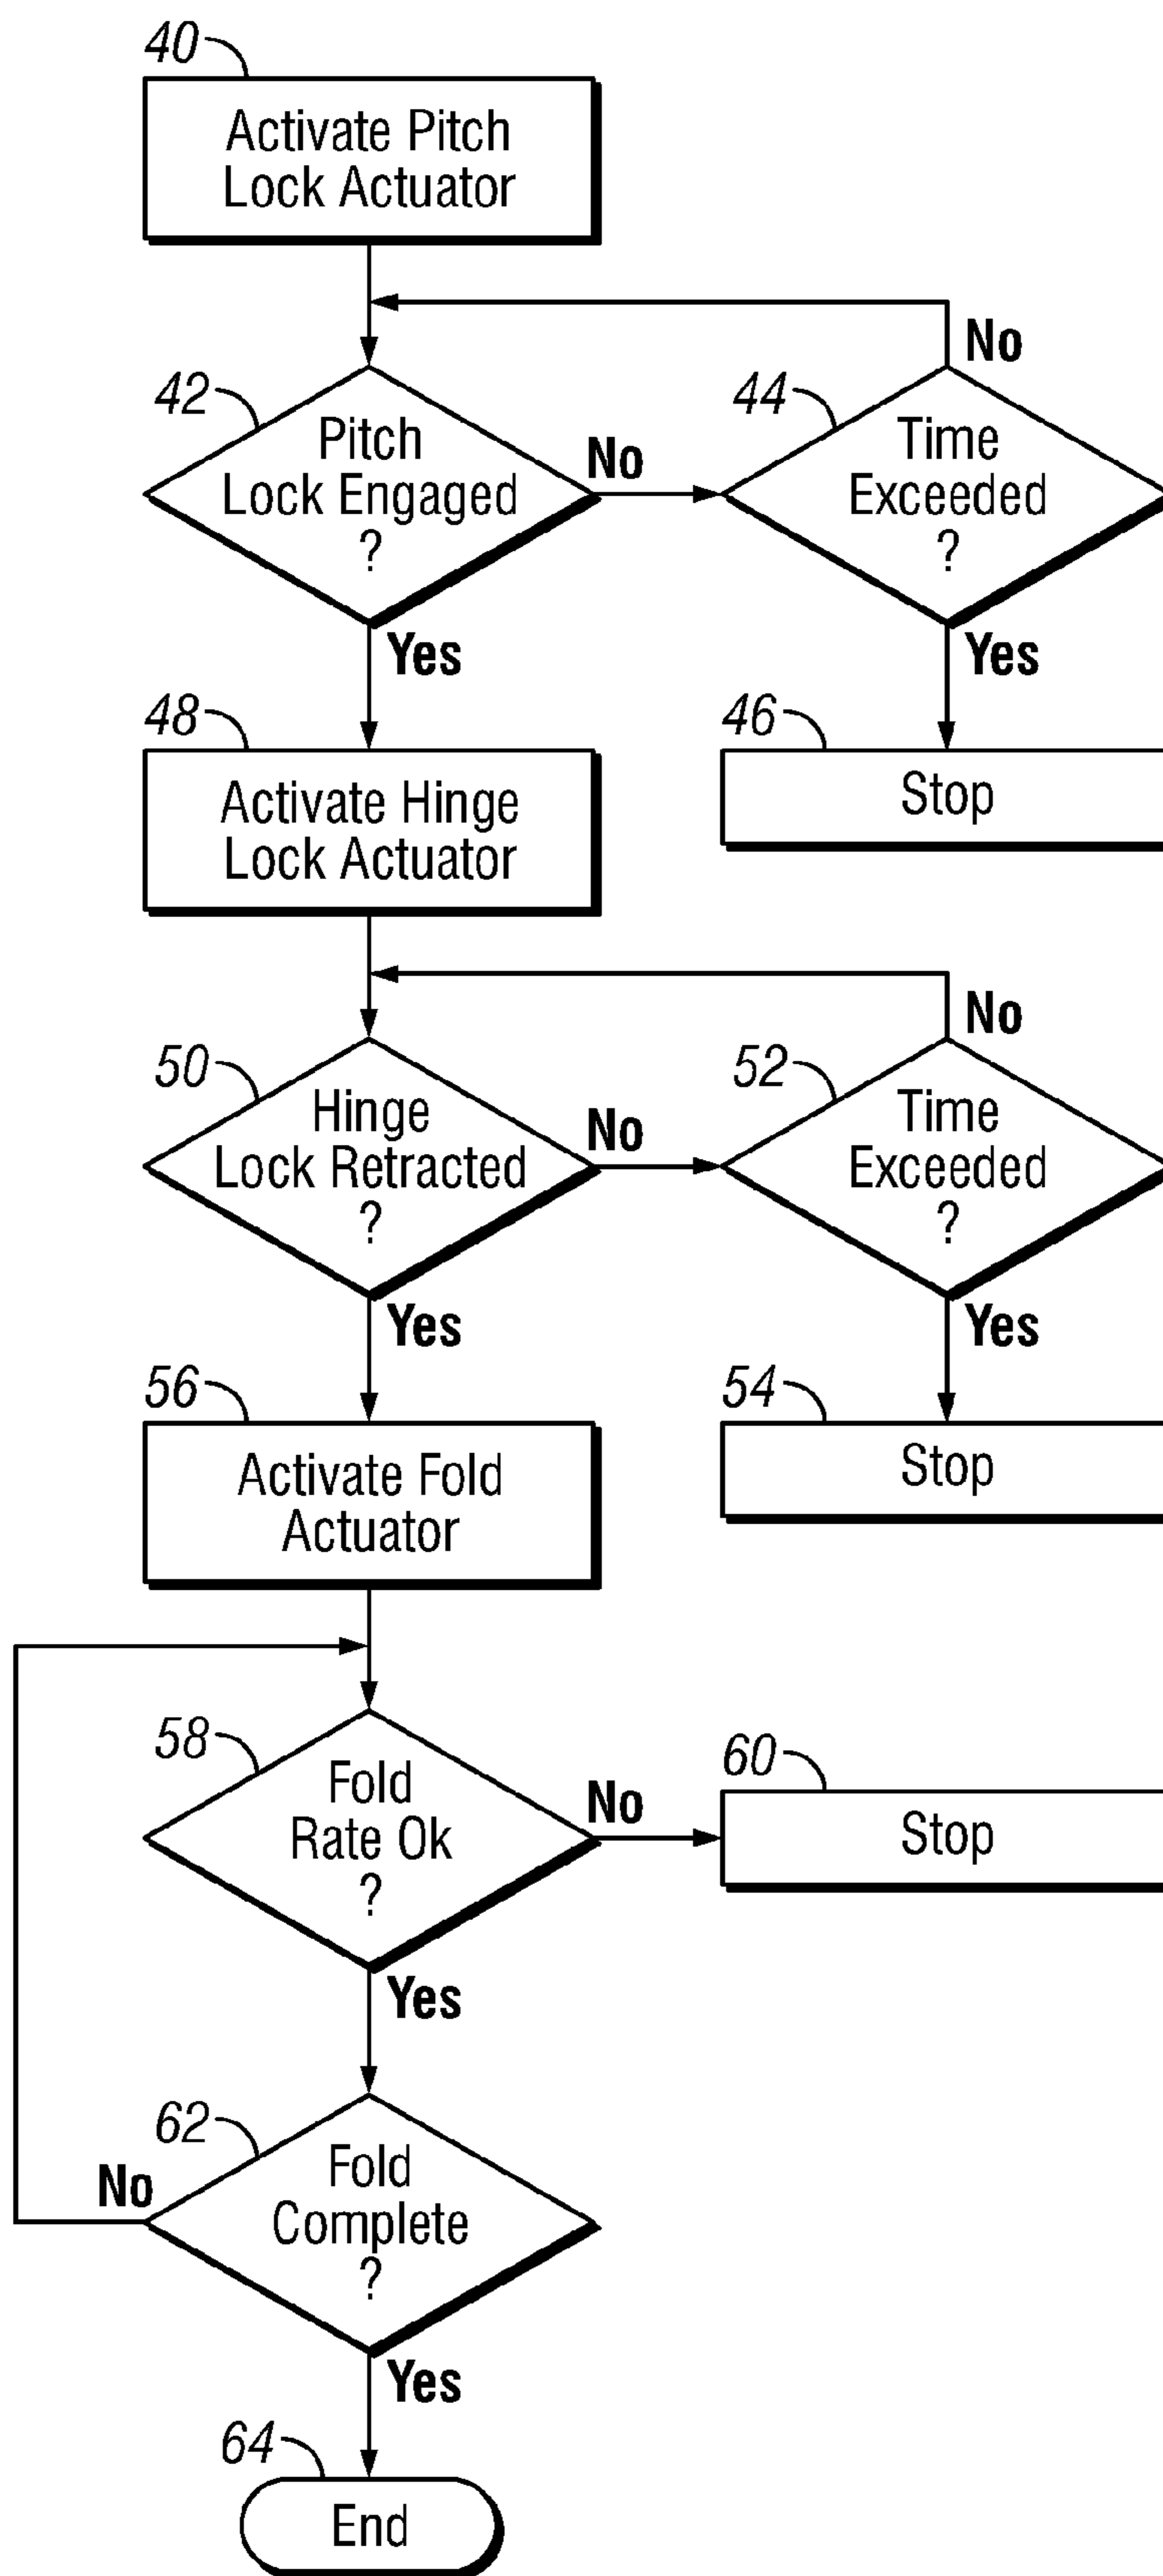 40
Activate Pitch
Lock Actuator
No
42
Pitch
Lock Engaged
?
No
44
Time
Exceeded
?
Yes
Yes
48
Activate Hinge
Lock Actuator
46
Stop
No
50
Hinge
Lock Retracted
?
No
52
Time
Exceeded
?
Yes
Yes
56
Activate Fold
Actuator
54
Stop
58
Fold
Rate Ok
?
No
60
Stop
Yes
62
No
Fold
Complete
?
Yes
64
End